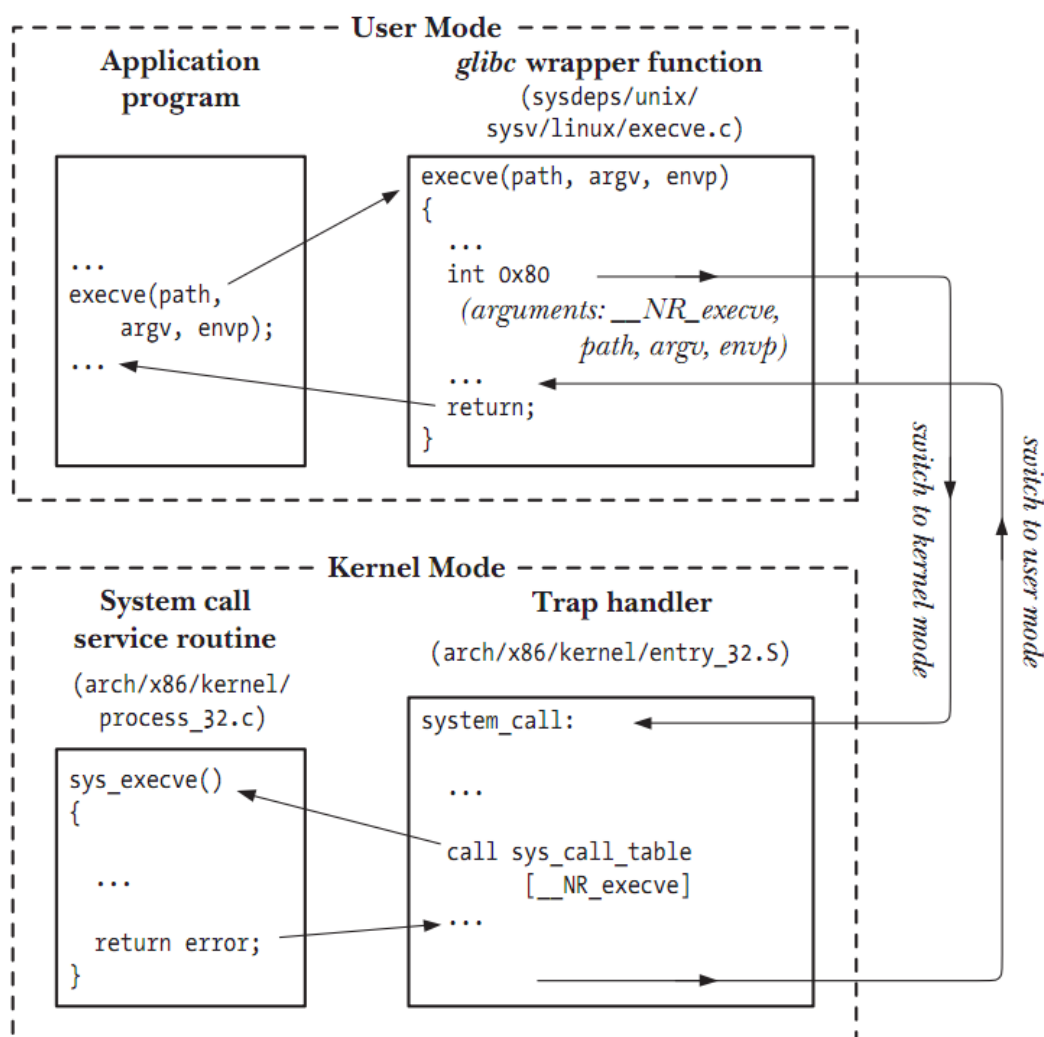 User Mode
Application
program
glibc wrapper function
(sysdeps/unix/
sysv/linux/execve.c)
...
execve(path,
argv, envp);
...
execve(path, argv, envp)
{
...
int 0x80
(arguments: __NR_execve,
path, argv, envp)
...
return;
}
switch to kernel mode
switch to user mode
Kernel Mode
System call
service routine
(arch/x86/kernel/
process_32.c)
Trap handler
(arch/x86/kernel/entry_32.S)
sys_execve()
{
...
return error;
}
system_call:
...
call sys_call_table
[__NR_execve]
...